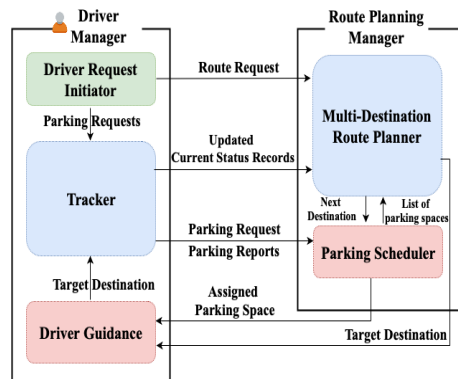 Driver
Manager
Route Planning
Manager
Driver Request
Initiator
Route Request
Parking Requests
Multi-Destination
Route Planner
Updated
Current Status Records
Tracker
Next
Destination
List of
parking spaces
Parking Request
Parking Reports
Parking Scheduler
Target Destination
Assigned
Parking Space
Driver Guidance
Target Destination